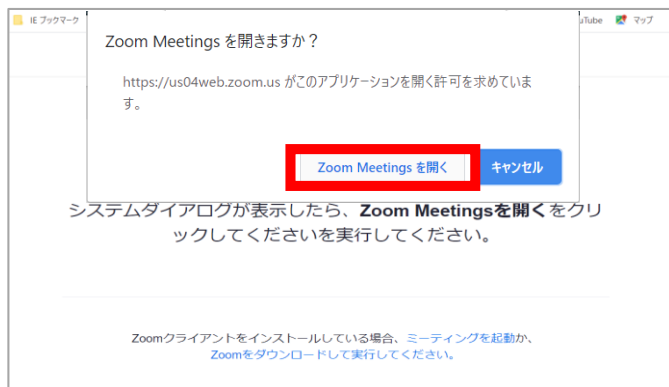 IE ブックマーク
uTube
マップ
Zoom Meetings を開きますか？
https://us04web.zoom.us がこのアプリケーションを開く許可を求めていま
す。
Zoom Meetings を開く
キャンセル
システムダイアログが表示したら、Zoom Meetingsを開くをクリ
ックしてくださいを実行してください。
Zoomクライアントをインストールしている場合、ミーティングを起動か、
Zoomをダウンロードして実行してください。